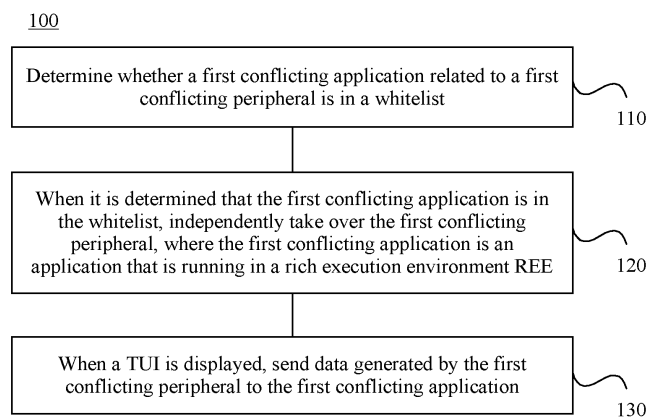 100
Determine whether a first conflicting application related to a first
conflicting peripheral is in a whitelist
110
When it is determined that the first conflicting application is in
the whitelist, independently take over the first conflicting
peripheral, where the first conflicting application is an
application that is running in a rich execution environment REE
120
When a TUI is displayed, send data generated by the first
conflicting peripheral to the first conflicting application
130